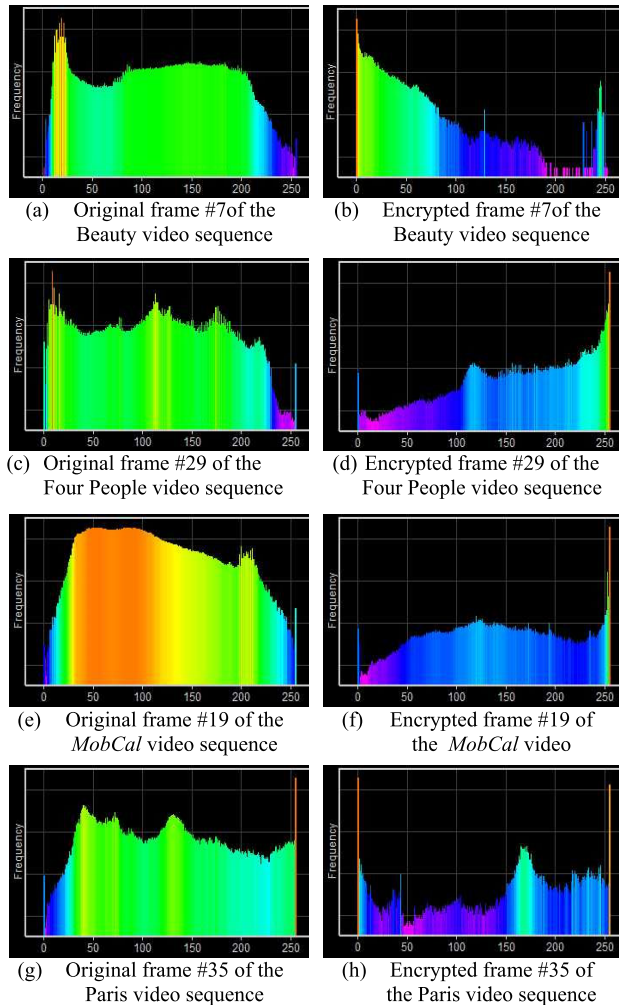 Frequency
0 50 100 150 200 250
Frequency
0 50 100 150 200 250
(a) Original frame #7of the
Beauty video sequence
(b) Encrypted frame #7of the
Beauty video sequence
Frequency
0 50 100 150 200 250
Frequency
0 50 100 150 200 250
(c) Original frame #29 of the
Four People video sequence
(d) Encrypted frame #29 of the
Four People video sequence
Frequency
0 50 100 150 200 250
Frequency
0 50 100 150 200 250
(e) Original frame #19 of the
MobCal video sequence
(f) Encrypted frame #19 of
the MobCal video
Frequency
0 50 100 150 200 250
Frequency
0 50 100 150 200 250
(g) Original frame #35 of the
Paris video sequence
(h) Encrypted frame #35 of
the Paris video sequence